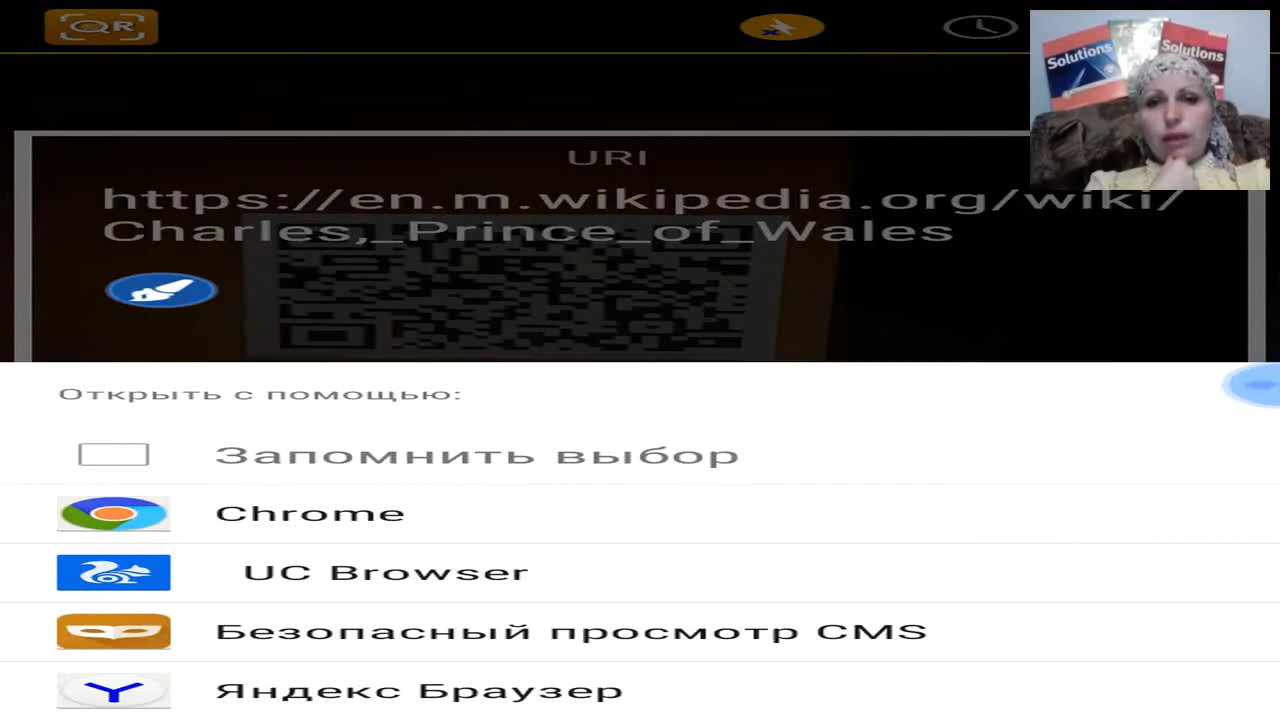 QR
Solutions
Solutions
URI
https://en.m.wikipedia.org/wiki/
Charles,_Prince_of_Wales
Открыть с помощью:
Запомнить выбор
Chrome
UC Browser
Безопасный просмотр CMS
Яндекс Браузер